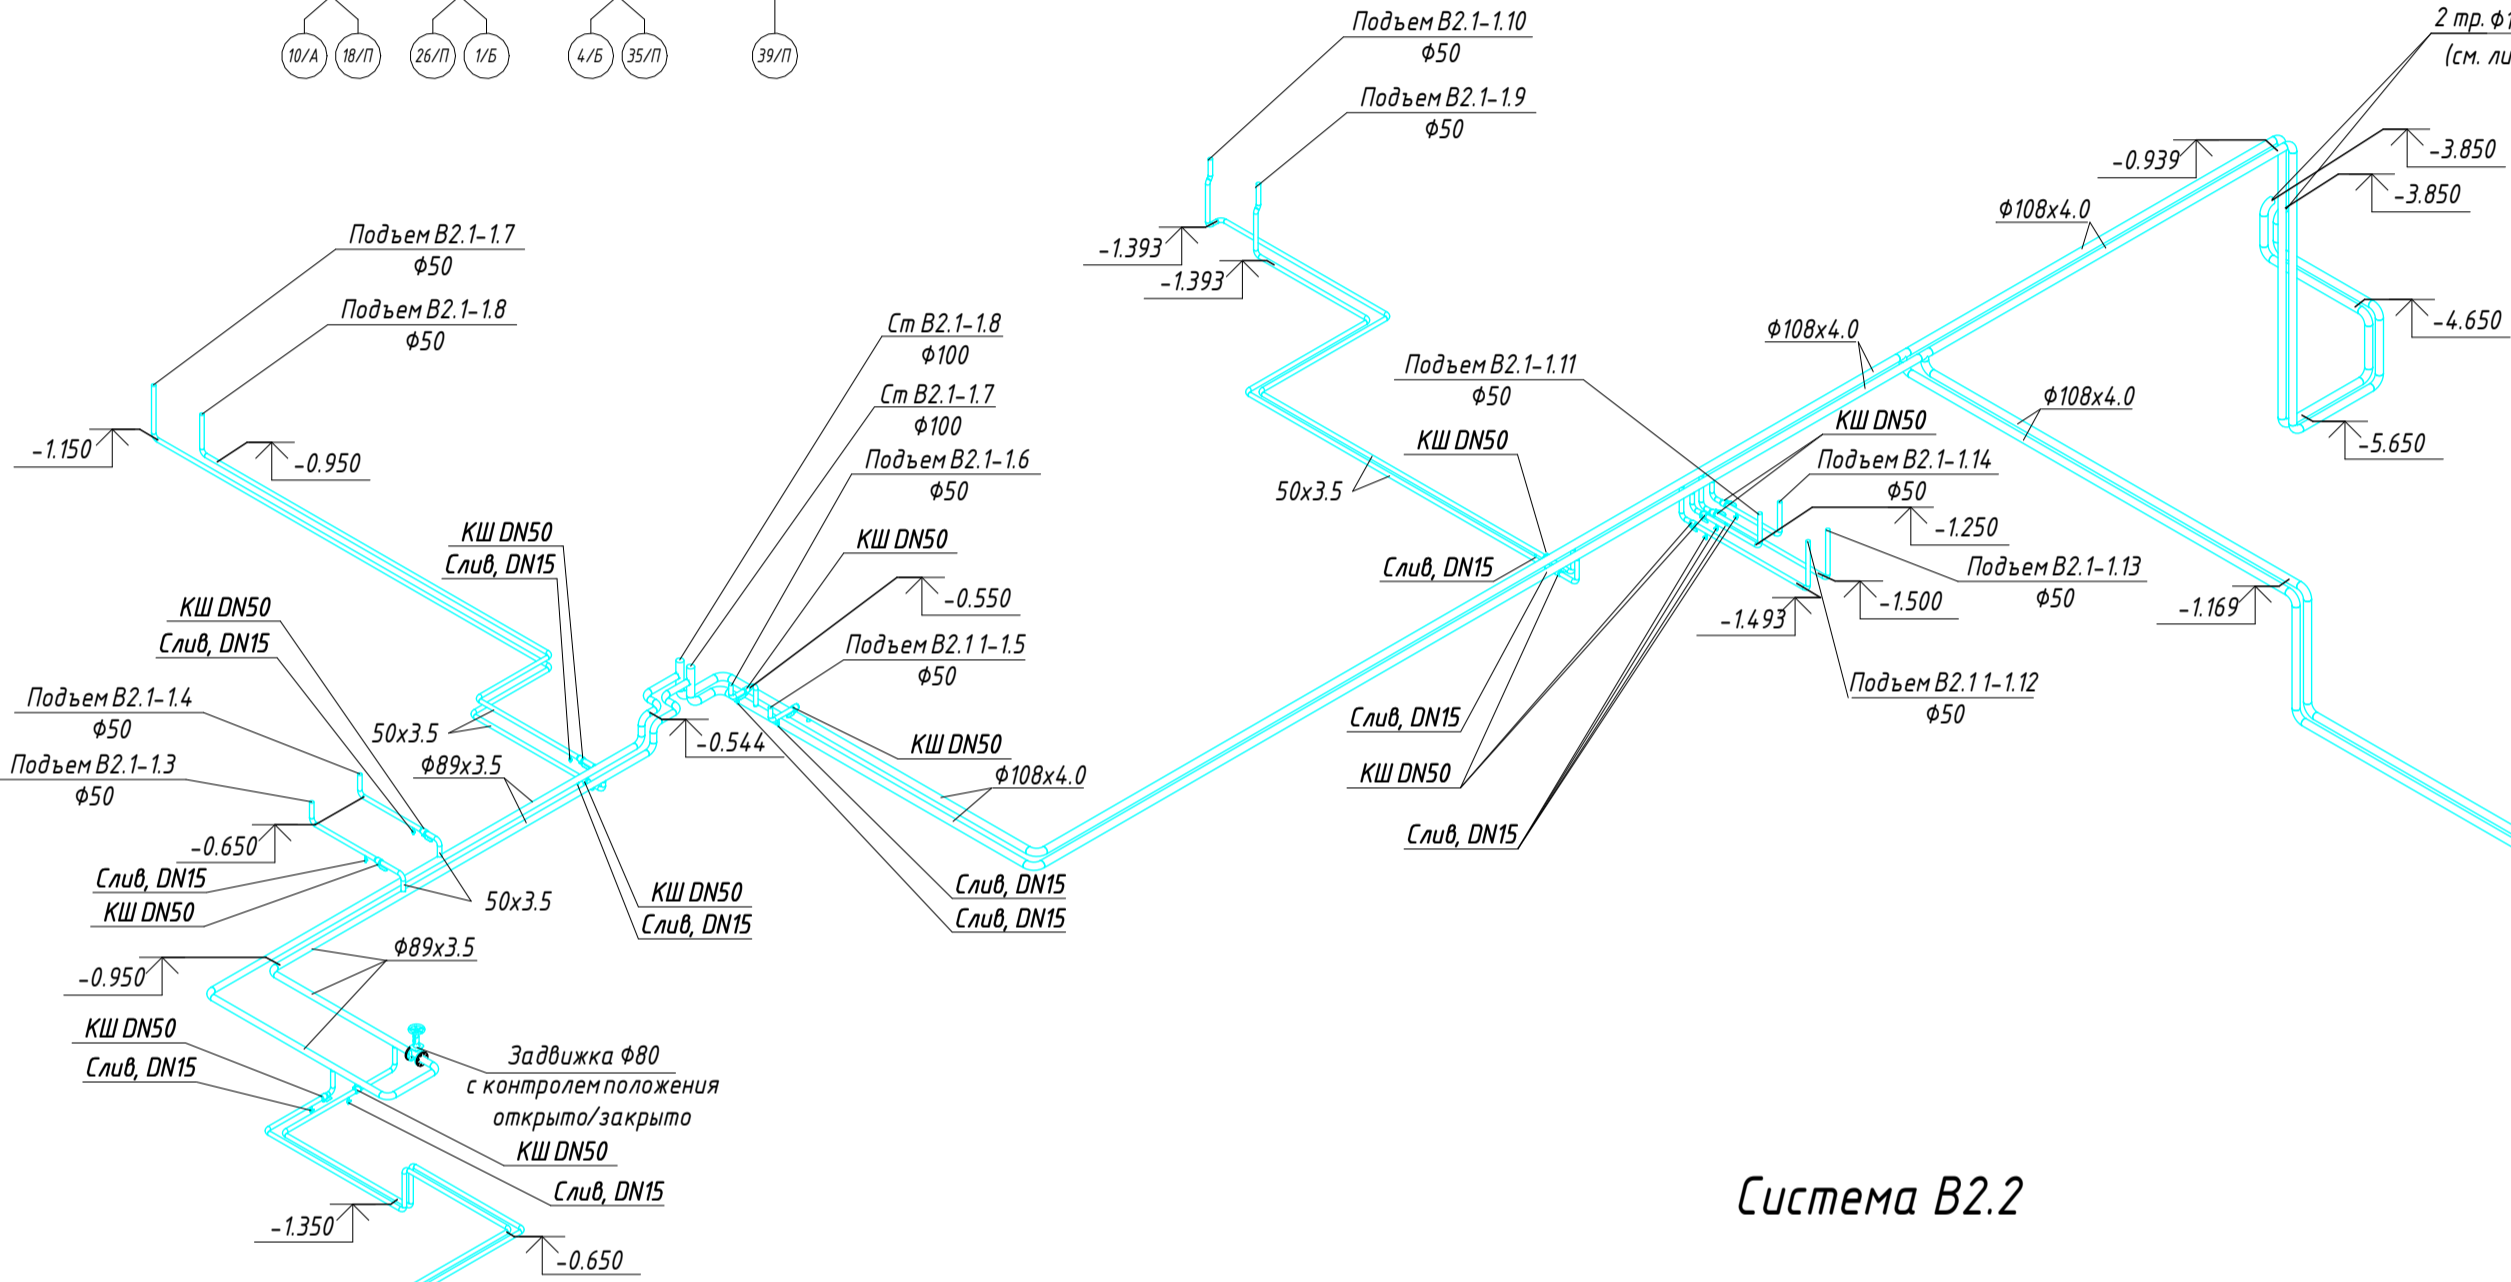 10/А 18/П 26/П 1/Б 4/Б 35/П 39/П
Подъем В2.1-1.10
Ф50
2 тр. Ф1
(см. ли
Подъем В2.1-1.9
Ф50
-0.939
-3.850
-3.850
Ф108х4.0
Подъем В2.1-1.7
Ф50
-1.393
-1.393
Подъем В2.1-1.8
Ф50
Ст В2.1-1.8
Ф100
Ф108х4.0
-4.650
Подъем В2.1-1.11
Ф50
Ст В2.1-1.7
Ф100
Ф108х4.0
КШ DN50
КШ DN50
-5.650
-1.150
-0.950
Подъем В2.1-1.6
Ф50
Подъем В2.1-1.14
Ф50
50х3.5
КШ DN50
Слив, DN15
КШ DN50
-1.250
Слив, DN15
Подъем В2.1-1.13
Ф50
-0.550
-1.500
-1.493
-1.169
КШ DN50
Слив, DN15
Подъем В2.1 1-1.5
Ф50
Подъем В2.1-1.4
Ф50
Подъем В2.1 1-1.12
Ф50
50х3.5
Слив, DN15
-0.544
КШ DN50
Подъем В2.1-1.3
Ф50
Ф89х3.5
Ф108х4.0
КШ DN50
-0.650
Слив, DN15
Слив, DN15
КШ DN50
50х3.5
КШ DN50
Слив, DN15
Слив, DN15
Слив, DN15
Ф89х3.5
-0.950
КШ DN50
Слив, DN15
Задвижка Ф80
с контролем положения
открыто/закрыто
КШ DN50
Слив, DN15
-1.350
-0.650
Система В2.2